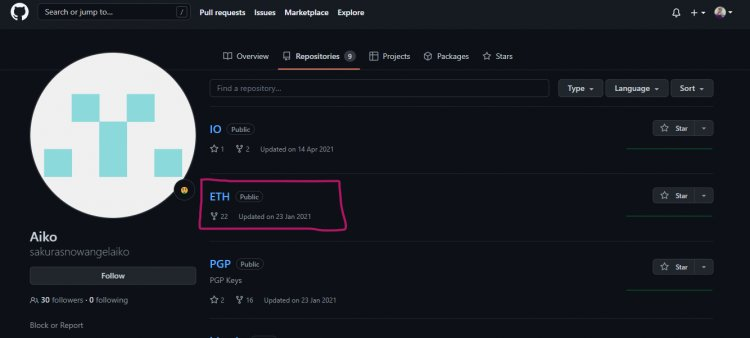 Search or jump to... / Pull requests Issues Marketplace Explore
Overview Repositories 9 Projects Packages Stars
Find a repository... Type Language Sort
IO Public Star
1 2 Updated on 14 Apr 2021
ETH Public Star
22 Updated on 23 Jan 2021
Aiko
sakurasnowangelaiko
PGP Public Star
Follow
PGP Keys
30 followers · 0 following
2 16 Updated on 23 Jan 2021
Block or Report